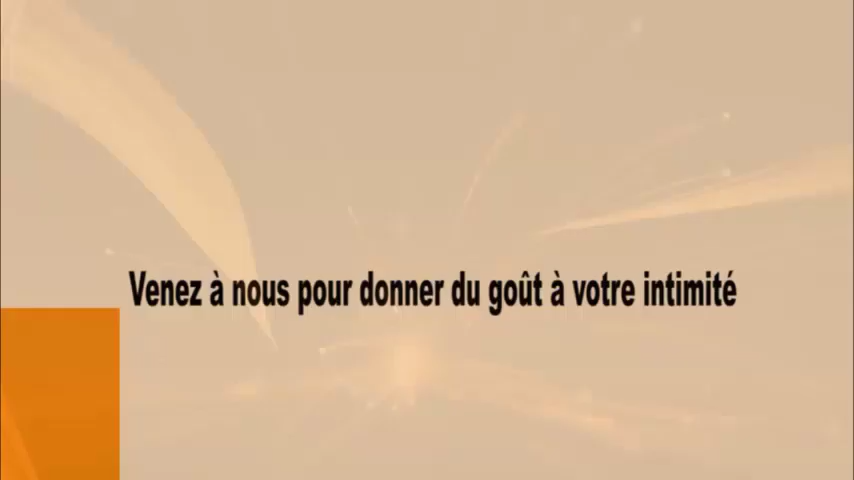 Venez à nous pour donner du goût à votre intimité